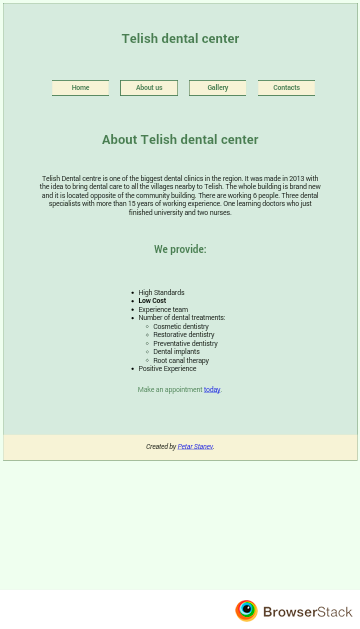 Telish dental center
Home About us Gallery Contacts
About Telish dental center
Telish Dental centre is one of the biggest dental clinics in the region. It was made in 2013 with
the idea to bring dental care to all the villages nearby to Telish. The whole building is brand new
and it is located opposite of the community building. There are working 6 people. Three dental
specialists with more than 15 years of working experience. One learning doctors who just
finished university and two nurses.
We provide:
High Standards
Low Cost
Experience team
Number of dental treatments:
Cosmetic dentistry
Restorative dentistry
Preventative dentistry
Dental implants
Root canal therapy
Positive Experience
Make an appointment today.
Created by Petar Stanev.
BrowserStack